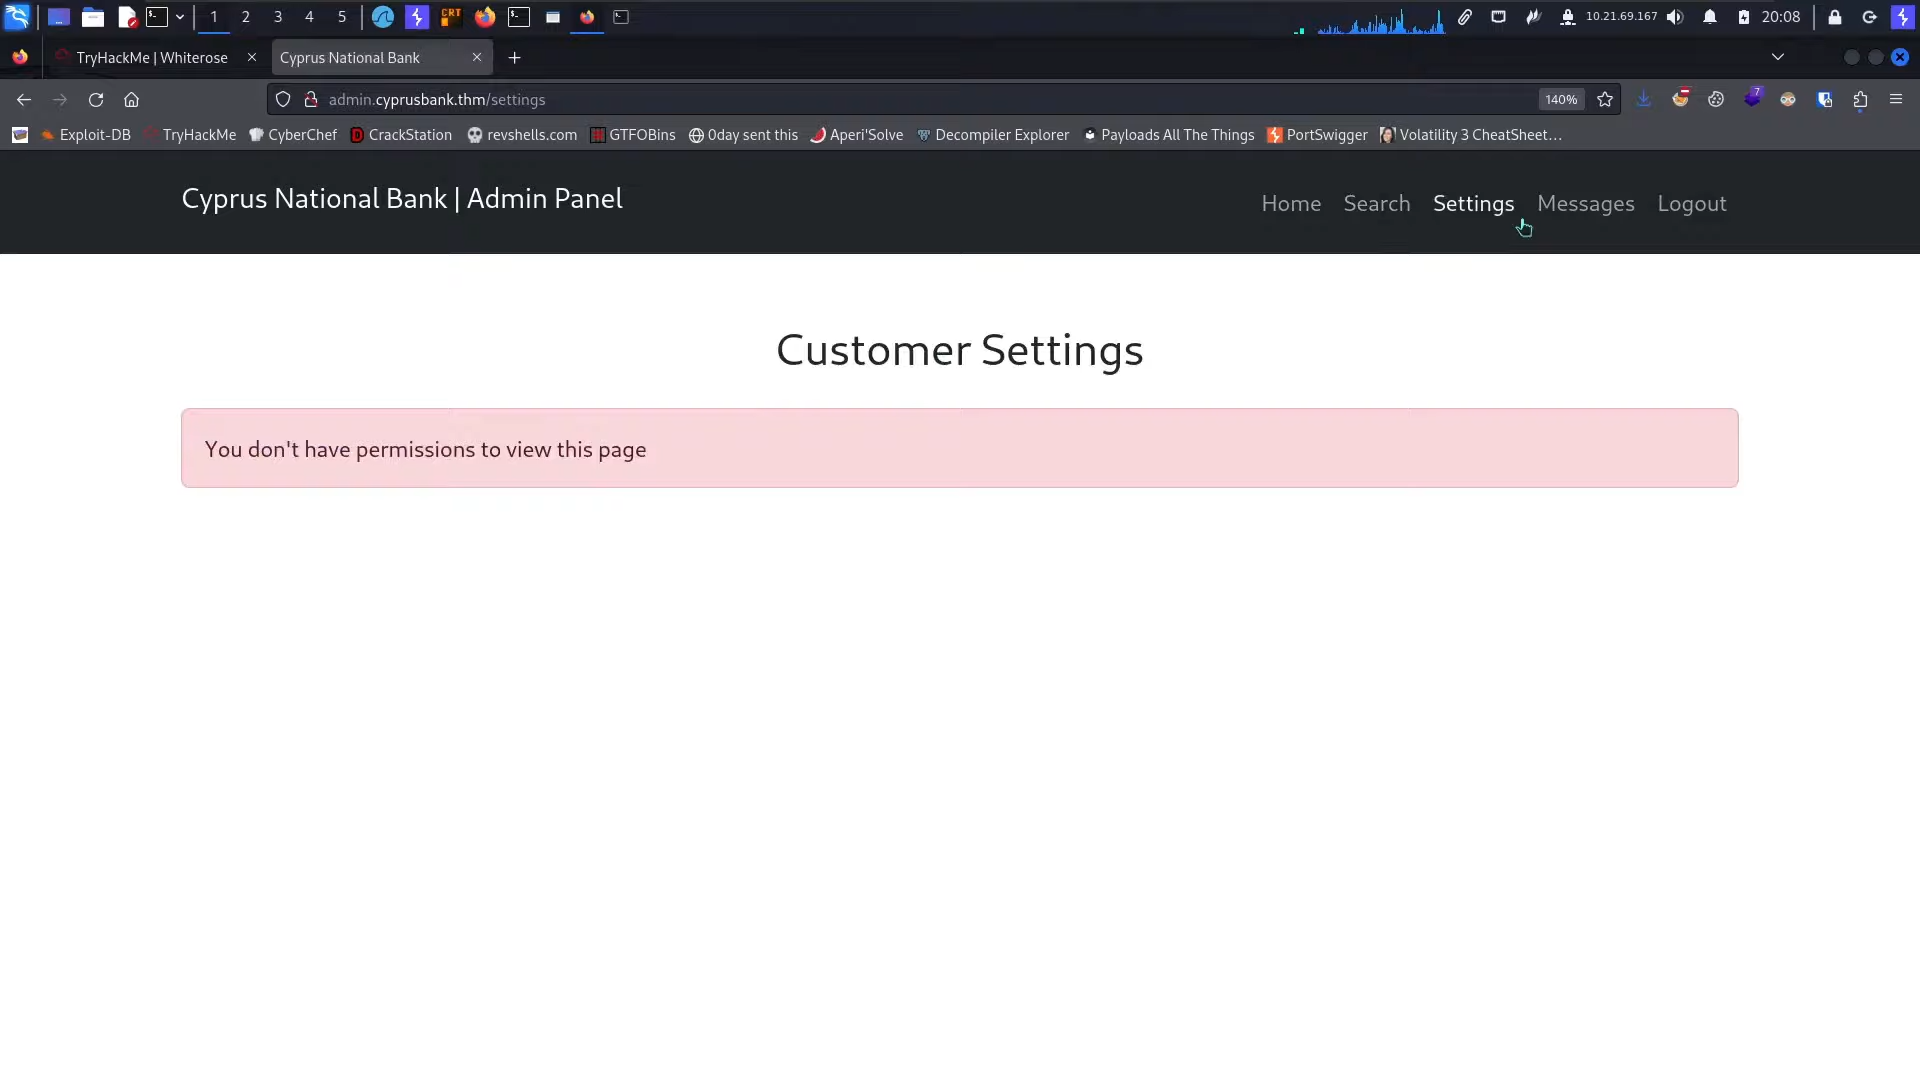 1 2 3 4 5 CRT 10.21.69.167 20:08
TryHackMe | Whiterose Cyprus National Bank
admin.cyprusbank.thm/settings 140% 7
Exploit-DB TryHackMe CyberChef CrackStation revshells.com GTFOBins 0day sent this Aperi'Solve Decompiler Explorer Payloads All The Things PortSwigger Volatility 3 CheatSheet…
Cyprus National Bank | Admin Panel Home Search Settings Messages Logout
Customer Settings
You don't have permissions to view this page